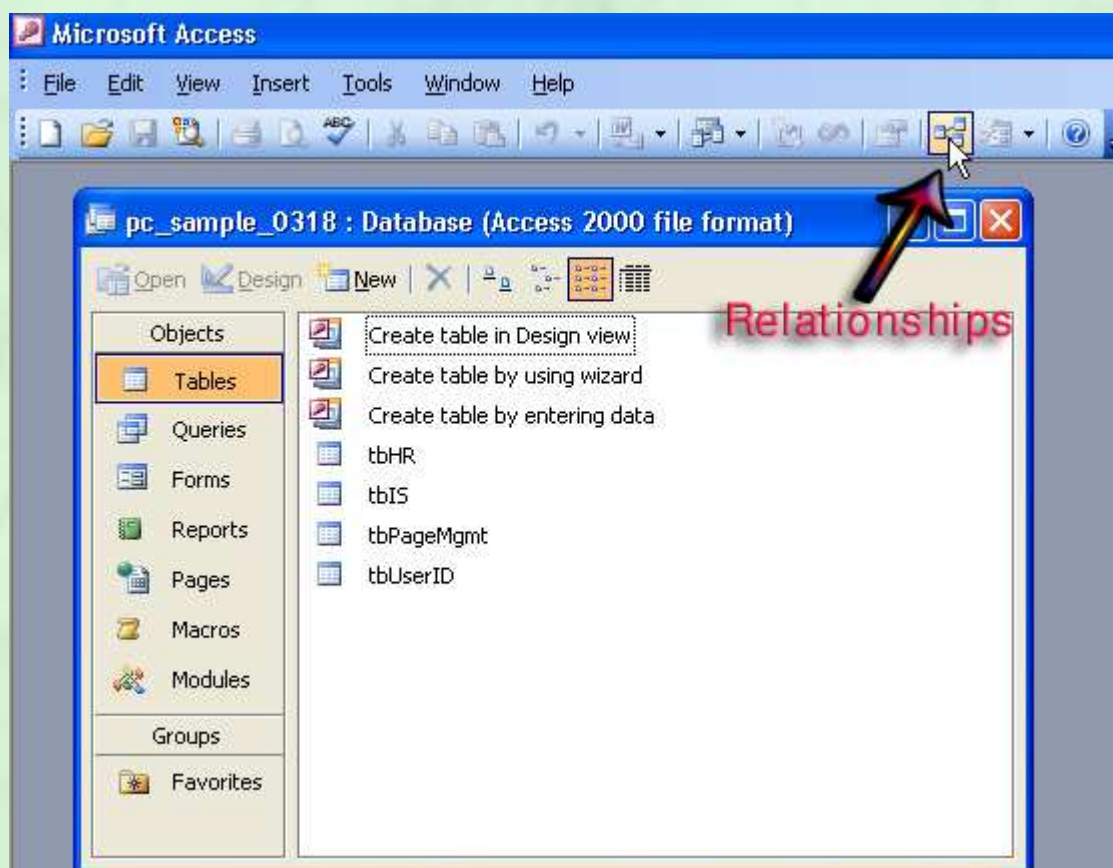 Microsoft Access
File Edit View Insert Tools Window Help
ABC
pc_sample_0318 : Database (Access 2000 file format)
Open Design New
Relationships
Objects
Tables
Queries
Forms
Reports
Pages
Macros
Modules
Groups
Favorites
Create table in Design view
Create table by using wizard
Create table by entering data
tbHR
tbIS
tbPageMgmt
tbUserID